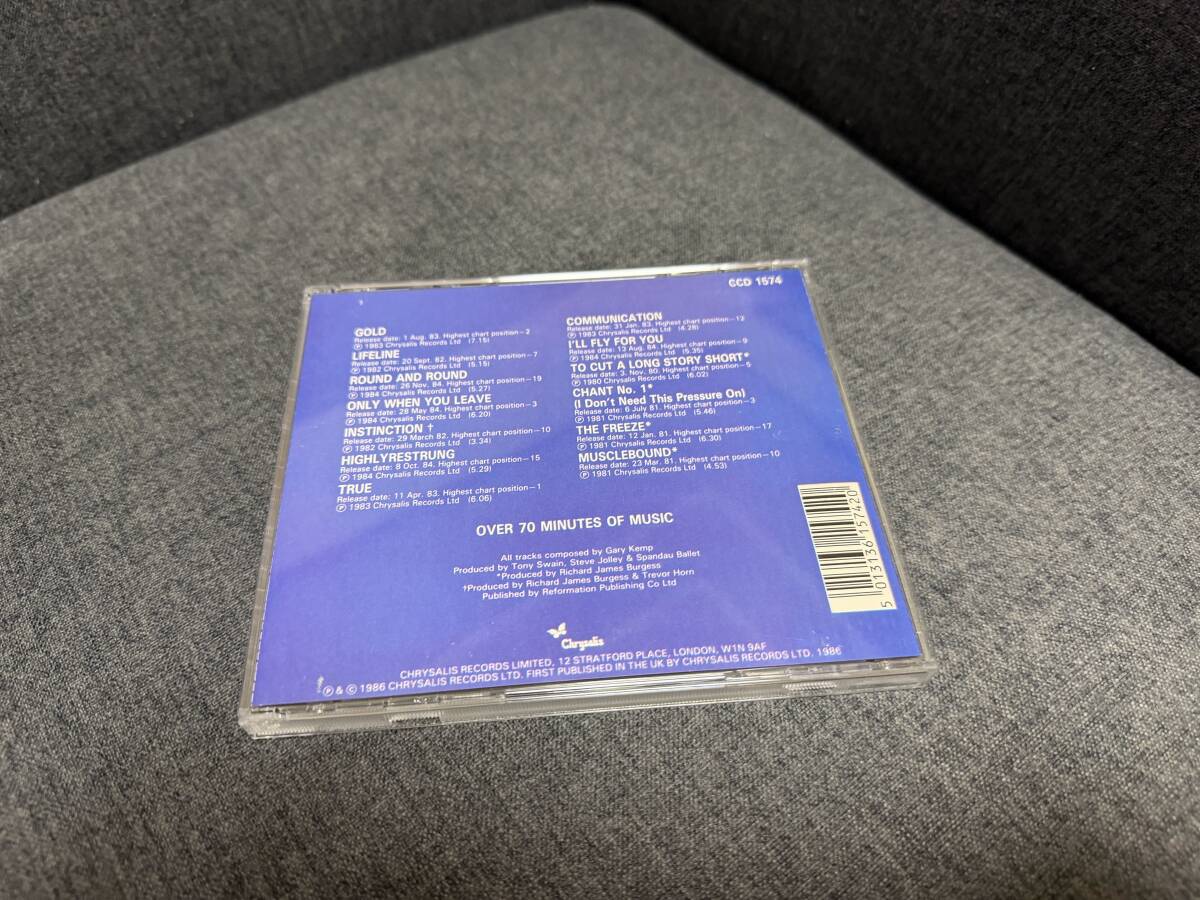 CCD 1574
GOLD
Release date: 1 Aug. 83. Highest chart position—2
℗ 1983 Chrysalis Records Ltd (7.15)
LIFELINE
Release date: 20 Sept. 82. Highest chart position—7
℗ 1982 Chrysalis Records Ltd (5.15)
ROUND AND ROUND
Release date: 26 Nov. 84. Highest chart position—19
℗ 1984 Chrysalis Records Ltd (5.27)
ONLY WHEN YOU LEAVE
Release date: 28 May 84. Highest chart position—3
℗ 1984 Chrysalis Records Ltd (6.20)
INSTINCTION †
Release date: 29 March 82. Highest chart position—10
℗ 1982 Chrysalis Records Ltd (3.34)
HIGHLYRESTRUNG
Release date: 8 Oct. 84. Highest chart position—15
℗ 1984 Chrysalis Records Ltd (5.29)
TRUE
Release date: 11 Apr. 83. Highest chart position—1
℗ 1983 Chrysalis Records Ltd (6.06)
COMMUNICATION
Release date: 31 Jan. 83. Highest chart position—12
℗ 1983 Chrysalis Records Ltd (4.28)
I'LL FLY FOR YOU
Release date: 13 Aug. 84. Highest chart position—9
℗ 1984 Chrysalis Records Ltd (5.35)
TO CUT A LONG STORY SHORT*
Release date: 3. Nov. 80. Highest chart position—5
℗ 1980 Chrysalis Records Ltd (6.02)
CHANT No. 1*
(I Don't Need This Pressure On)
Release date: 6 July 81. Highest chart position—3
℗ 1981 Chrysalis Records Ltd (5.46)
THE FREEZE*
Release date: 12 Jan. 81. Highest chart position—17
℗ 1981 Chrysalis Records Ltd (6.30)
MUSCLEBOUND*
Release date: 23 Mar. 81. Highest chart position—10
℗ 1981 Chrysalis Records Ltd (4.53)
OVER 70 MINUTES OF MUSIC
All tracks composed by Gary Kemp
Produced by Tony Swain, Steve Jolley & Spandau Ballet
*Produced by Richard James Burgess
†Produced by Richard James Burgess & Trevor Horn
Published by Reformation Publishing Co Ltd
5 013136 157420
Chrysalis
CHRYSALIS RECORDS LIMITED, 12 STRATFORD PLACE, LONDON, W1N 9AF
℗ & © 1986 CHRYSALIS RECORDS LTD. FIRST PUBLISHED IN THE UK BY CHRYSALIS RECORDS LTD. 1986